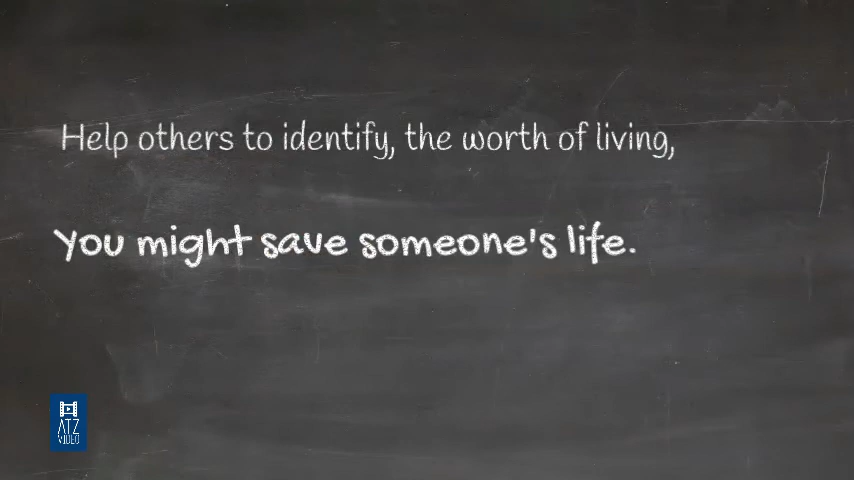 Help others to identify, the worth of living,
You might save someone's life.
ATZ
VIDEO